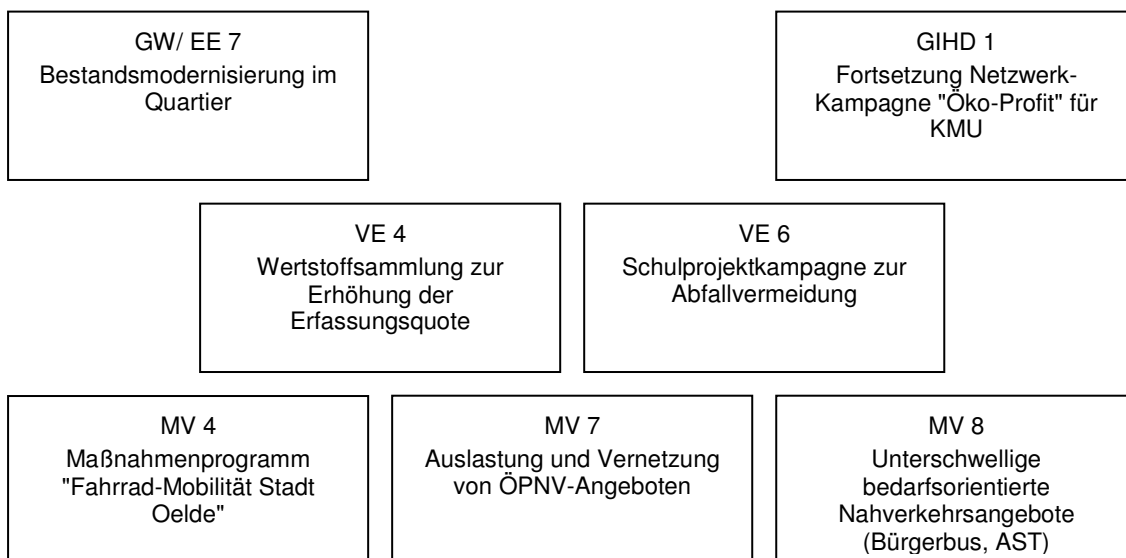 GW/ EE 7
Bestandsmodernisierung im
Quartier
GIHD 1
Fortsetzung Netzwerk-
Kampagne "Öko-Profit" für
KMU
VE 4
Wertstoffsammlung zur
Erhöhung der
Erfassungsquote
VE 6
Schulprojektkampagne zur
Abfallvermeidung
MV 4
Maßnahmenprogramm
"Fahrrad-Mobilität Stadt
Oelde"
MV 7
Auslastung und Vernetzung
von ÖPNV-Angeboten
MV 8
Unterschwellige
bedarfsorientierte
Nahverkehrsangebote
(Bürgerbus, AST)